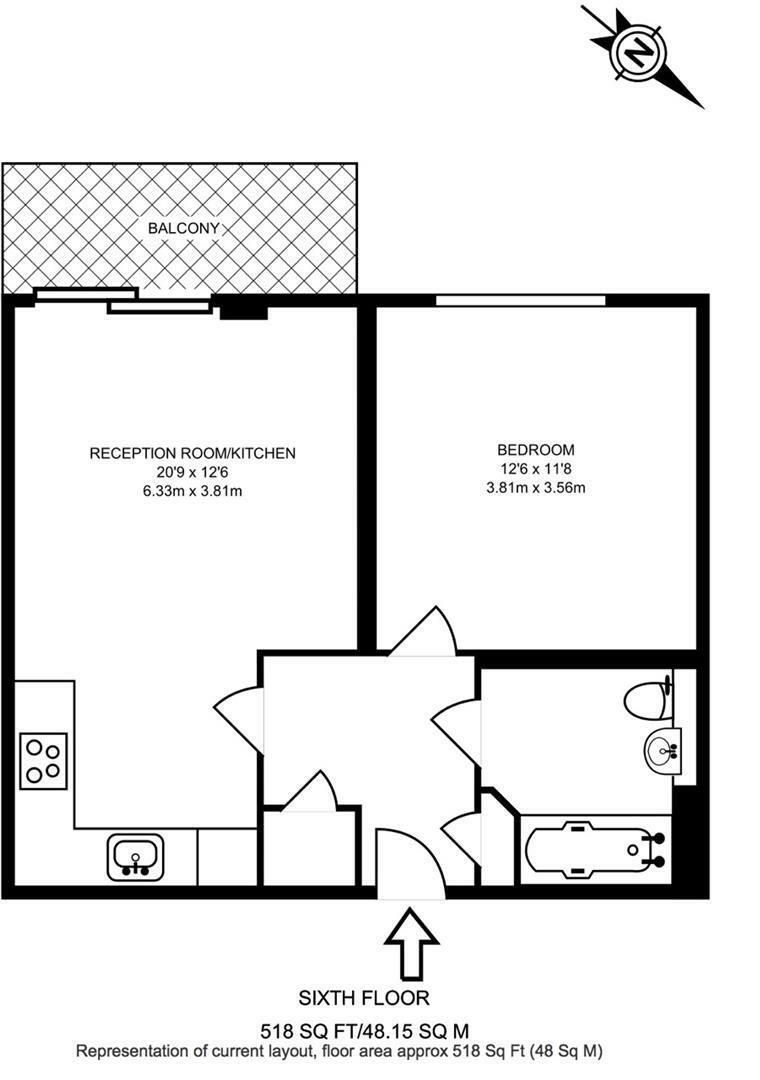 N
BALCONY
RECEPTION ROOM/KITCHEN
20'9 x 12'6
6.33m x 3.81m
BEDROOM
12'6 x 11'8
3.81m x 3.56m
SIXTH FLOOR
518 SQ FT/48.15 SQ M
Representation of current layout, floor area approx 518 Sq Ft (48 Sq M)